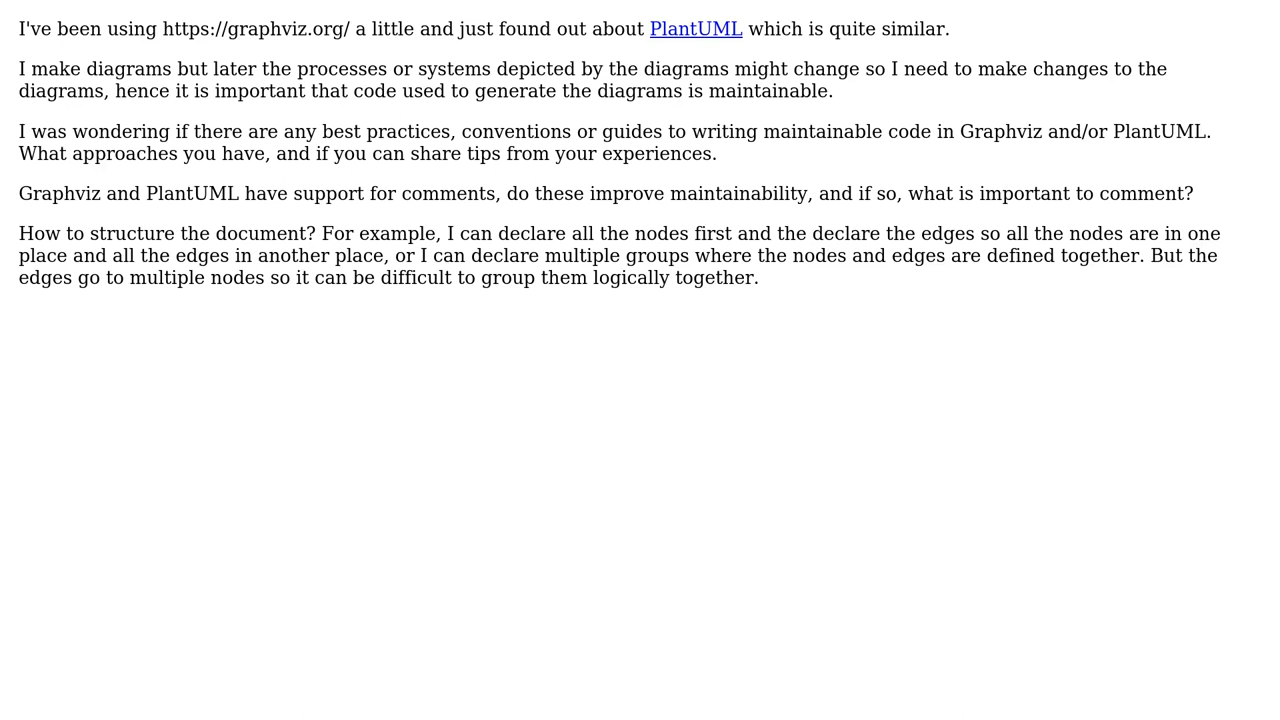 I've been using https://graphviz.org/ a little and just found out about PlantUML which is quite similar.
I make diagrams but later the processes or systems depicted by the diagrams might change so I need to make changes to the
diagrams, hence it is important that code used to generate the diagrams is maintainable.
I was wondering if there are any best practices, conventions or guides to writing maintainable code in Graphviz and/or PlantUML.
What approaches you have, and if you can share tips from your experiences.
Graphviz and PlantUML have support for comments, do these improve maintainability, and if so, what is important to comment?
How to structure the document? For example, I can declare all the nodes first and the declare the edges so all the nodes are in one
place and all the edges in another place, or I can declare multiple groups where the nodes and edges are defined together. But the
edges go to multiple nodes so it can be difficult to group them logically together.